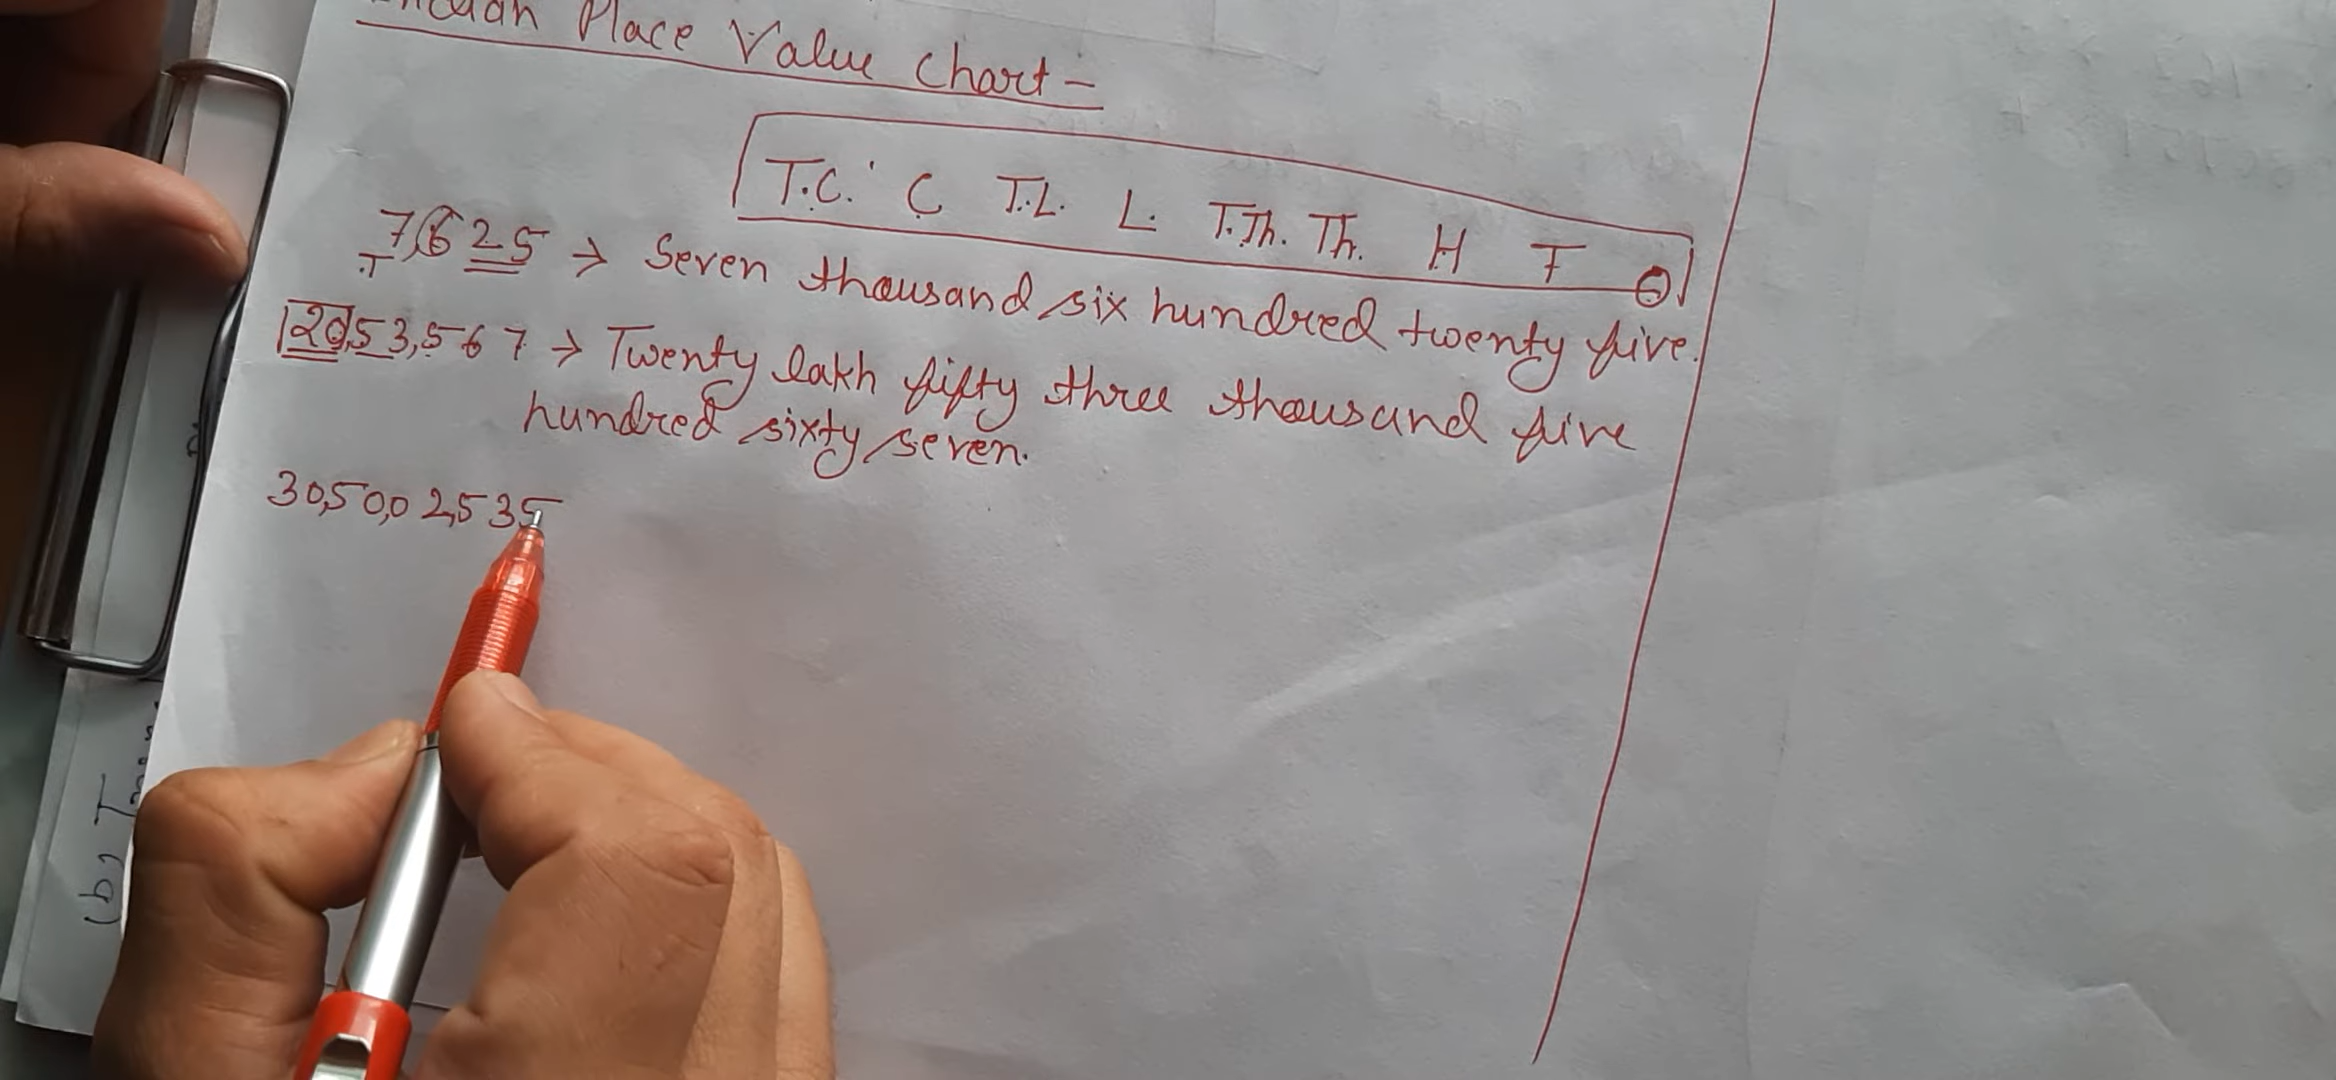 Place Value Chart -
T.C. C T.L. L. T.Th. Th. H T O
7,625 → Seven thousand six hundred twenty five.
T
20,53,567 → Twenty lakh fifty three thousand five
hundred sixty seven.
30,50,02,535
(b)